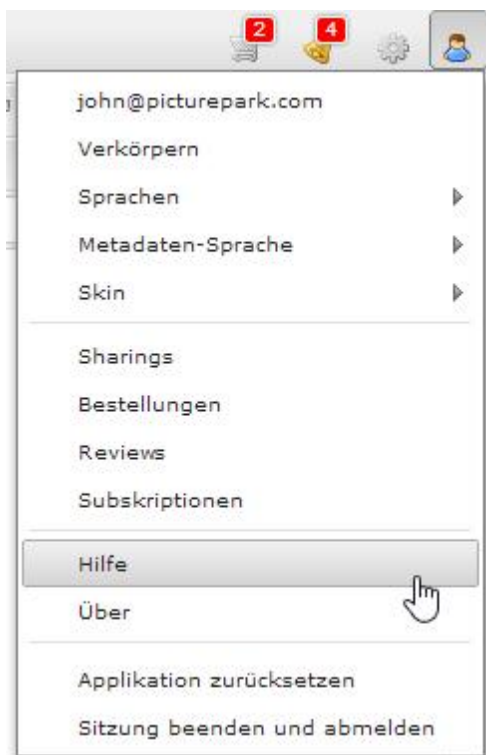 2
4
john@picturepark.com
Verkörpern
Sprachen
Metadaten-Sprache
Skin
Sharings
Bestellungen
Reviews
Subskriptionen
Hilfe
Über
Applikation zurücksetzen
Sitzung beenden und abmelden